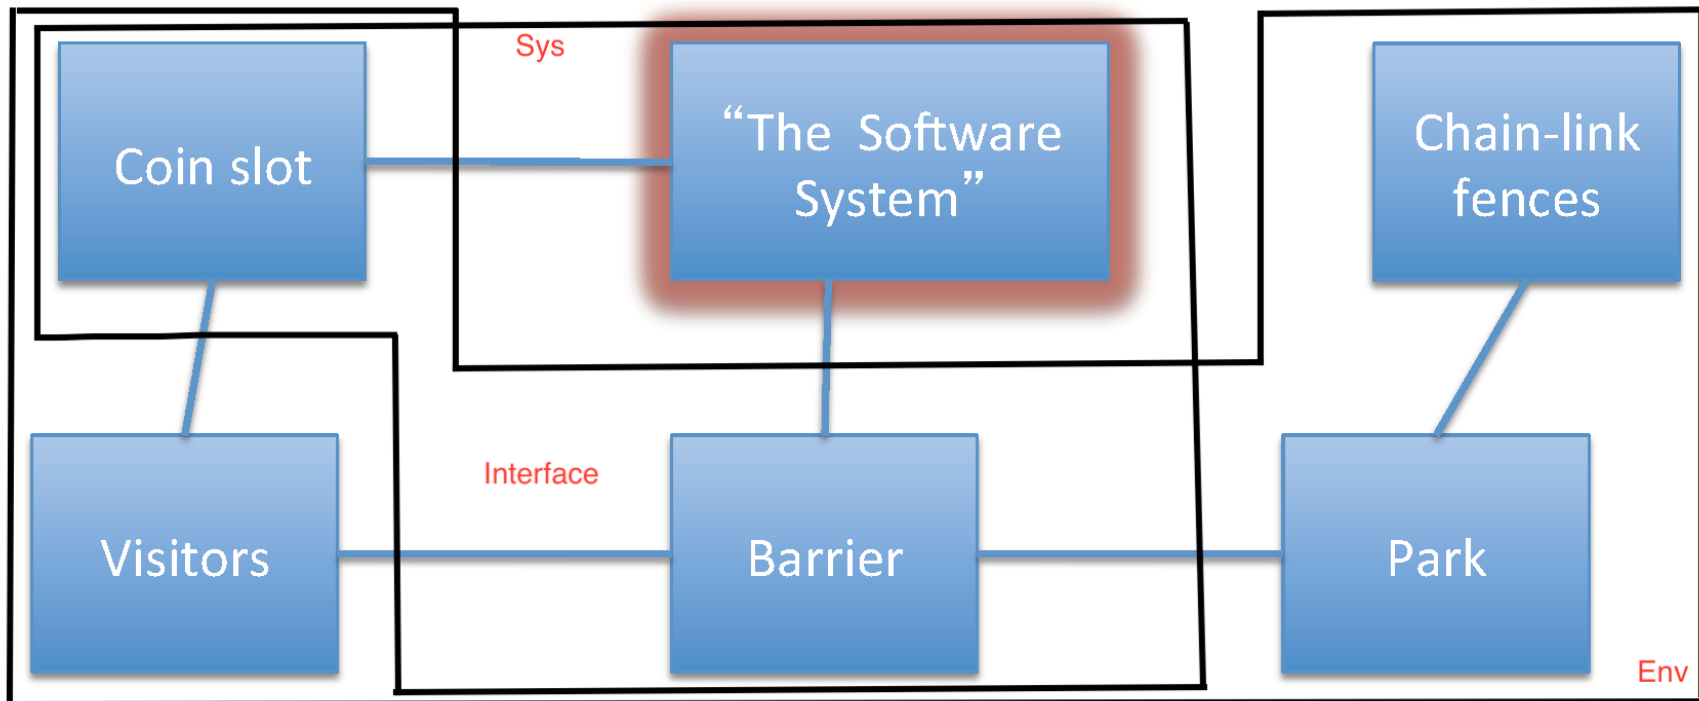 Sys
Coin slot
“The Software
System”
Chain-link
fences
Visitors
Interface
Barrier
Park
Env